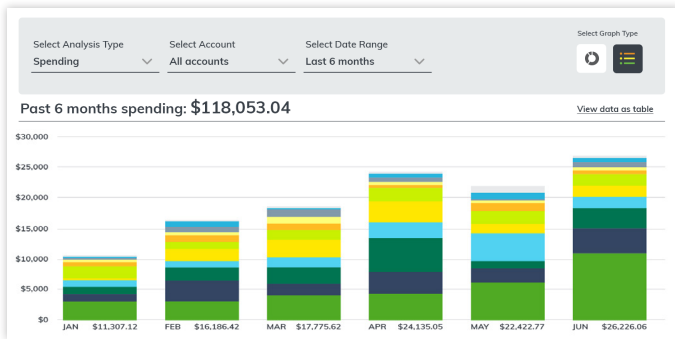 Select Analysis Type
Spending
Select Account
All accounts
Select Date Range
Last 6 months
Select Graph Type
Past 6 months spending: $118,053.04
View data as table
$30,000
$25,000
$20,000
$15,000
$10,000
$5,000
$0
JAN $11,307.12 FEB $16,186.42 MAR $17,775.62 APR $24,135.05 MAY $22,422.77 JUN $26,226.06